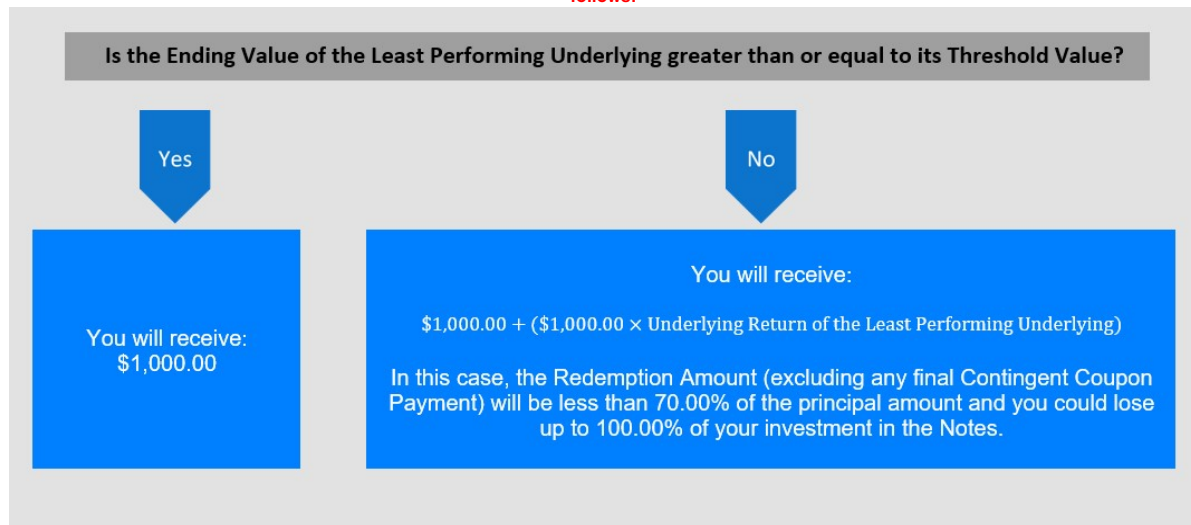 follows:
Is the Ending Value of the Least Performing Underlying greater than or equal to its Threshold Value?
Yes
No
You will receive:
$1,000.00
You will receive:
$1,000.00 + ($1,000.00 × Underlying Return of the Least Performing Underlying)
In this case, the Redemption Amount (excluding any final Contingent Coupon
Payment) will be less than 70.00% of the principal amount and you could lose
up to 100.00% of your investment in the Notes.